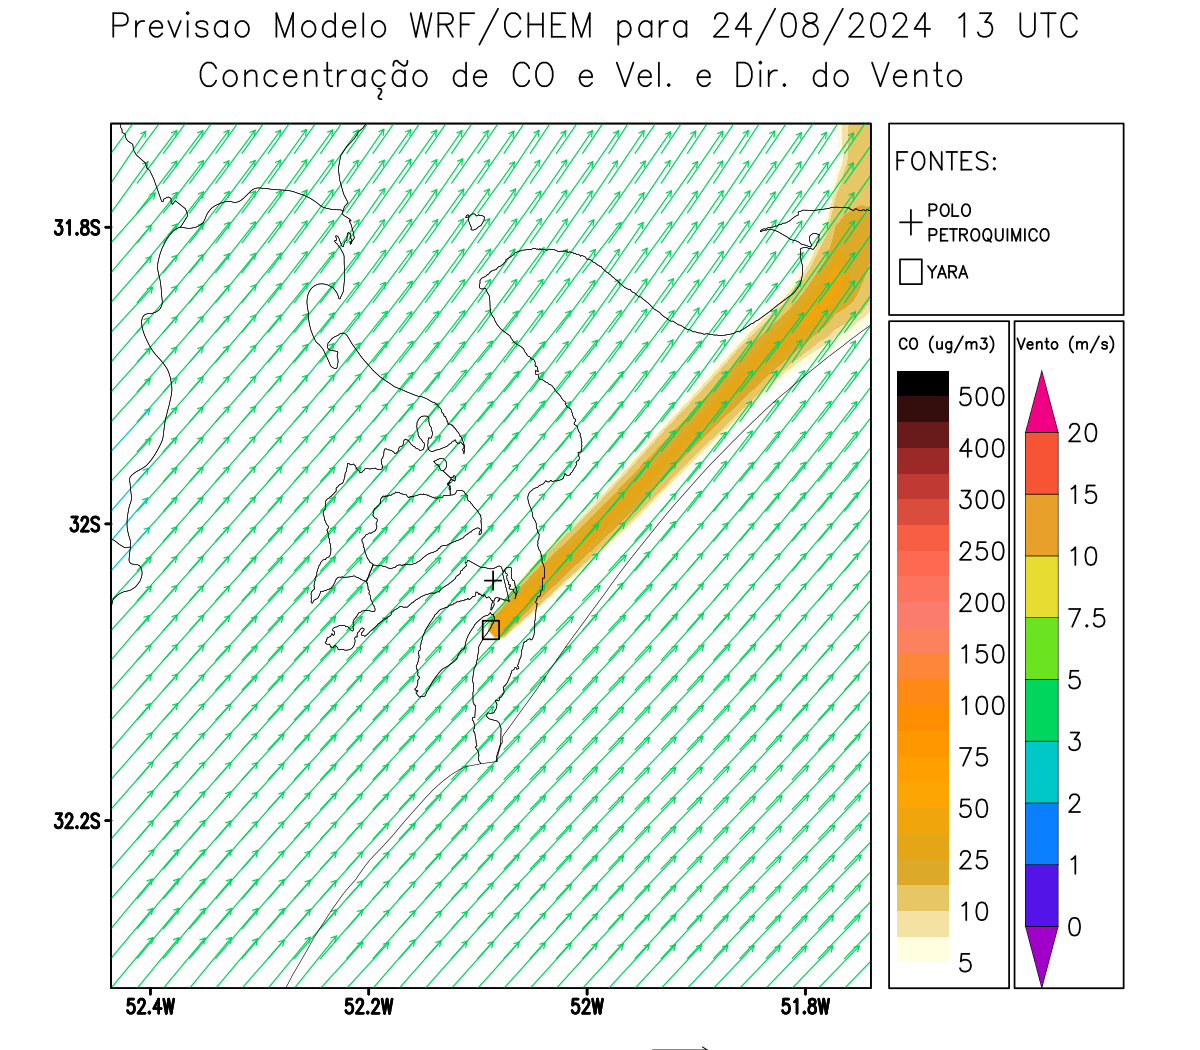 Previsao Modelo WRF/CHEM para 24/08/2024 13 UTC
Concentração de CO e Vel. e Dir. do Vento
FONTES:
POLO
PETROQUIMICO
YARA
CO (ug/m3)
500
400
300
250
200
150
100
75
50
25
10
5
Vento (m/s)
20
15
10
7.5
5
3
2
1
0
31.8S
32S
32.2S
52.4W
52.2W
52W
51.8W